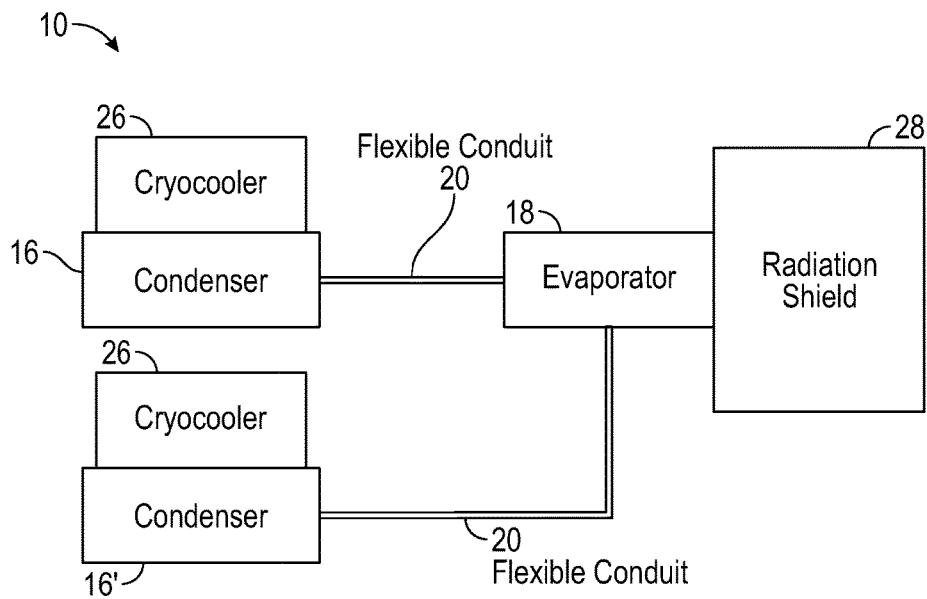 10
26
Cryocooler
16
Condenser
Flexible Conduit
20
18
Evaporator
28
Radiation
Shield
26
Cryocooler
Condenser
16'
20
Flexible Conduit